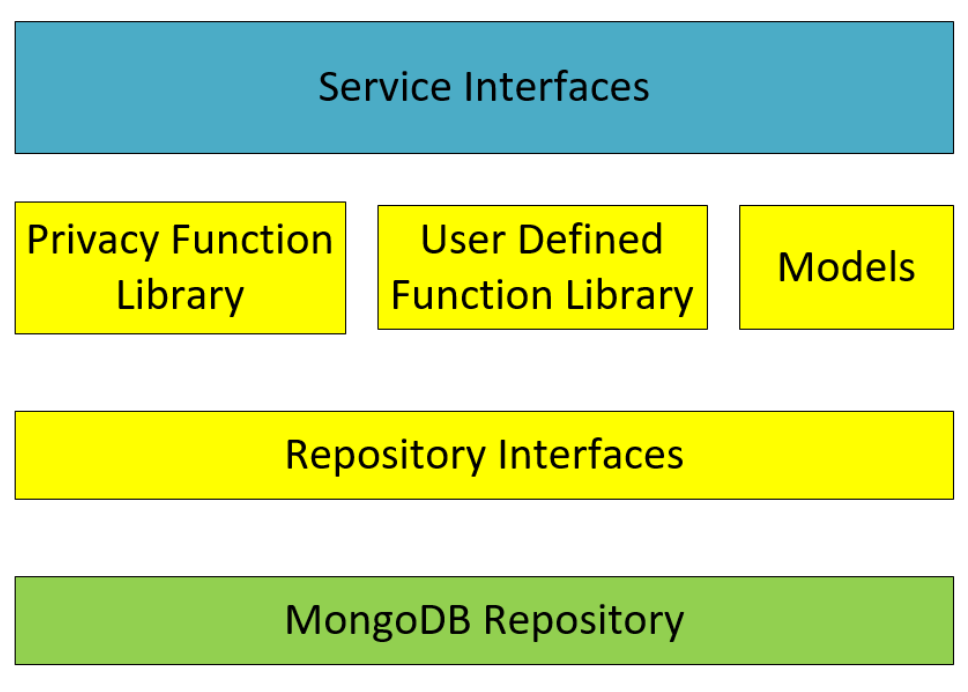 Service Interfaces
Privacy Function
Library
User Defined
Function Library
Models
Repository Interfaces
MongoDB Repository